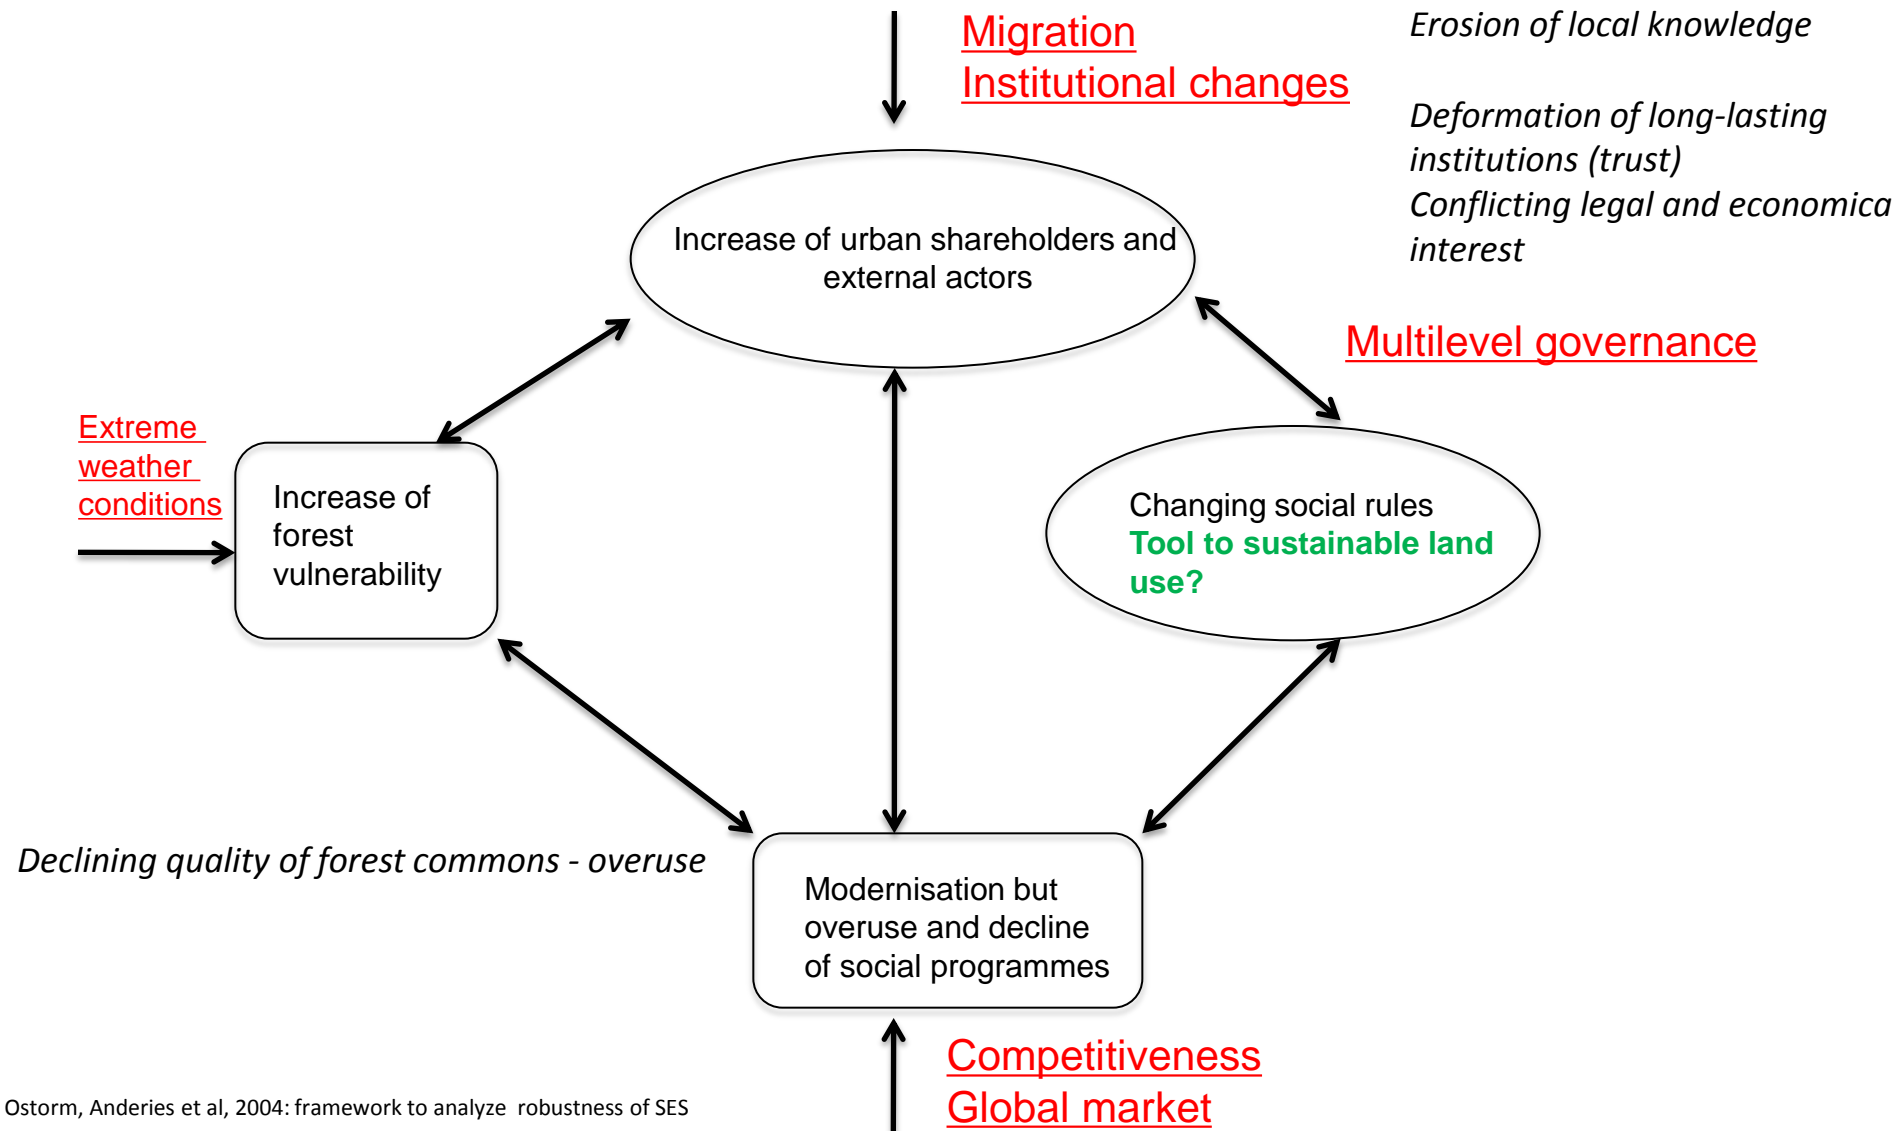 Migration
Institutional changes
Erosion of local knowledge
Deformation of long-lasting
institutions (trust)
Conflicting legal and economica
interest
Increase of urban shareholders and
external actors
Multilevel governance
Extreme
weather
conditions
Increase of
forest
vulnerability
Changing social rules
Tool to sustainable land
use?
Declining quality of forest commons - overuse
Modernisation but
overuse and decline
of social programmes
Competitiveness
Global market
Ostorm, Anderies et al, 2004: framework to analyze robustness of SES